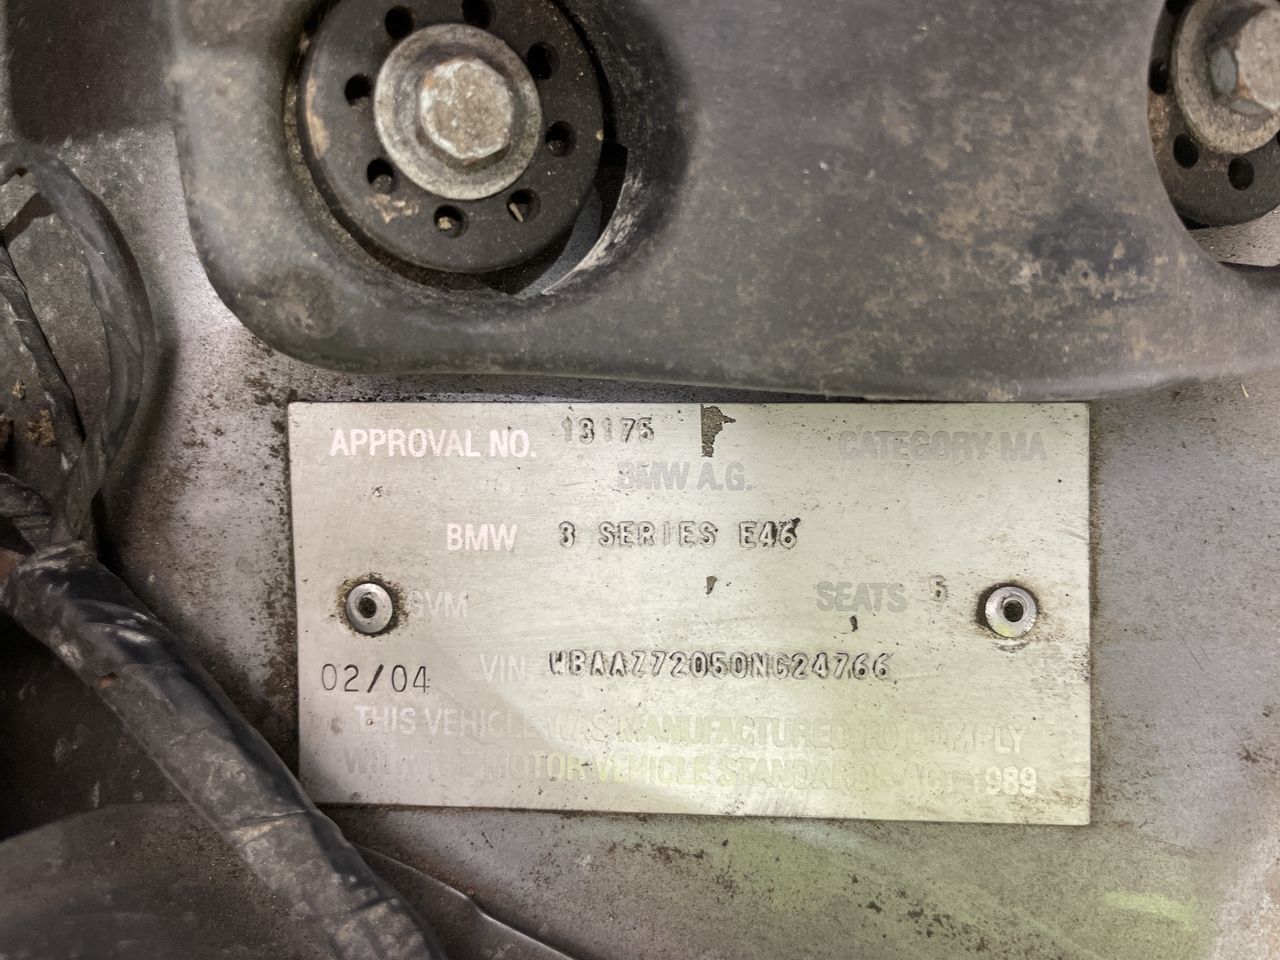 APPROVAL NO. 13175 CATEGORY MA
BMW A.G.
BMW 3 SERIES E46
GVM SEATS 5
02/04 VIN WBAAZ72050NG24766
THIS VEHICLE WAS MANUFACTURED TO COMPLY
WITH THE MOTOR VEHICLE STANDARDS ACT 1989